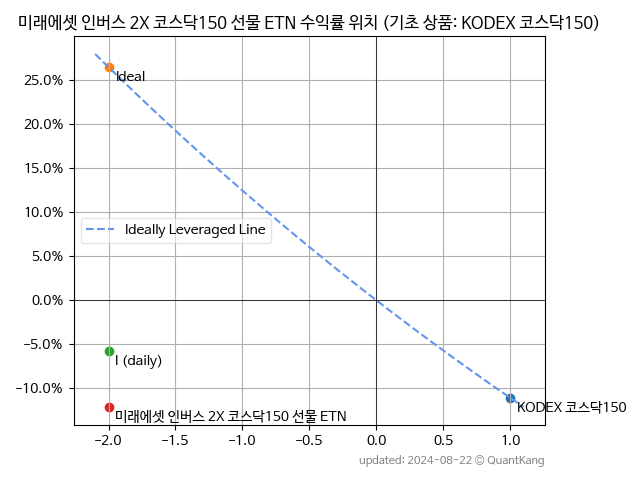 미래에셋 인버스 2X 코스닥150 선물 ETN 수익률 위치 (기초 상품: KODEX 코스닥150)
25.0%
20.0%
15.0%
10.0%
5.0%
0.0%
−5.0%
−10.0%
Ideal
Ideally Leveraged Line
I (daily)
미래에셋 인버스 2X 코스닥150 선물 ETN
KODEX 코스닥150
−2.0 −1.5 −1.0 −0.5 0.0 0.5 1.0
updated: 2024-08-22 © QuantKang